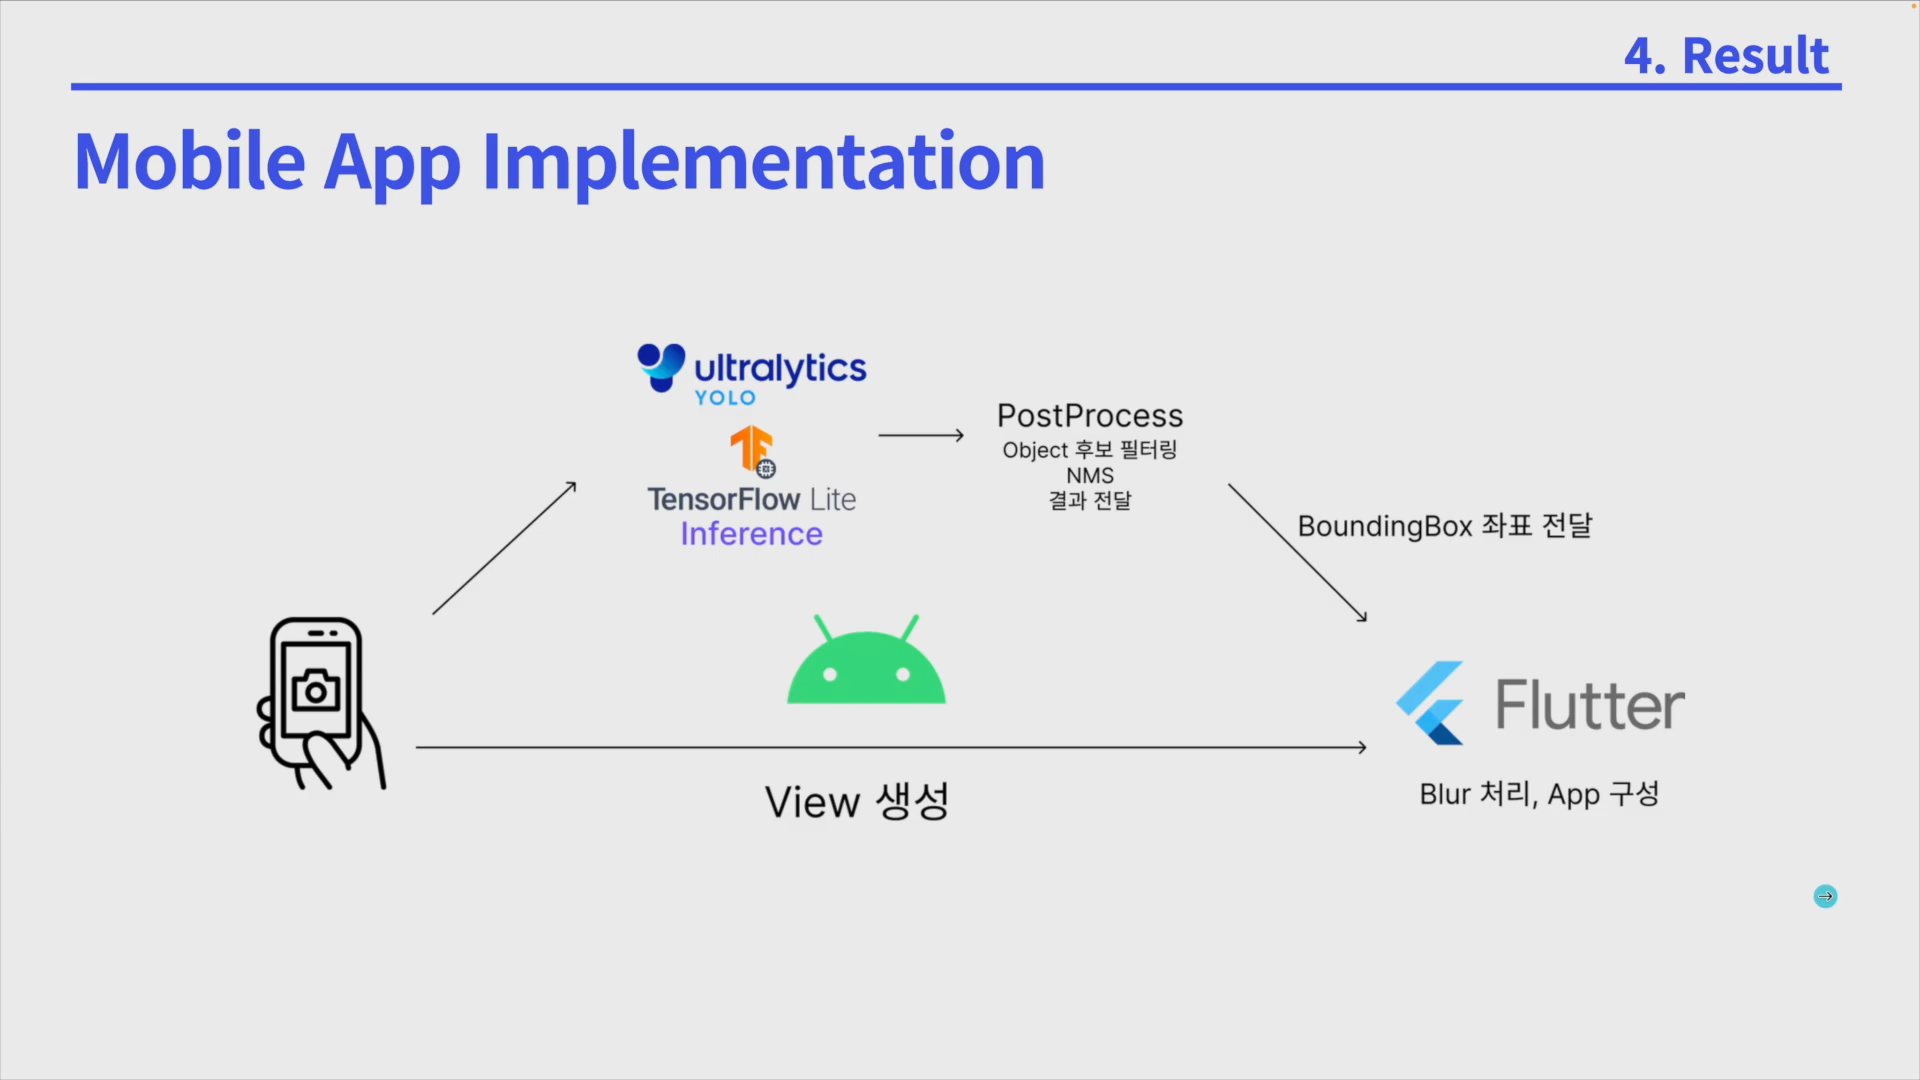 4. Result
Mobile App Implementation
ultralytics
YOLO
TensorFlow Lite
Inference
PostProcess
Object 후보 필터링
NMS
결과 전달
BoundingBox 좌표 전달
View 생성
Flutter
Blur 처리, App 구성